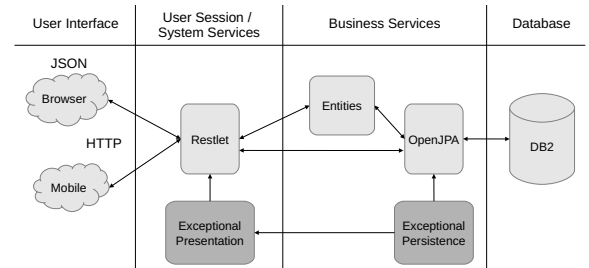 User Interface
User Session /
System Services
Business Services
Database
JSON
Browser
HTTP
Mobile
Restlet
Entities
OpenJPA
DB2
Exceptional
Presentation
Exceptional
Persistence